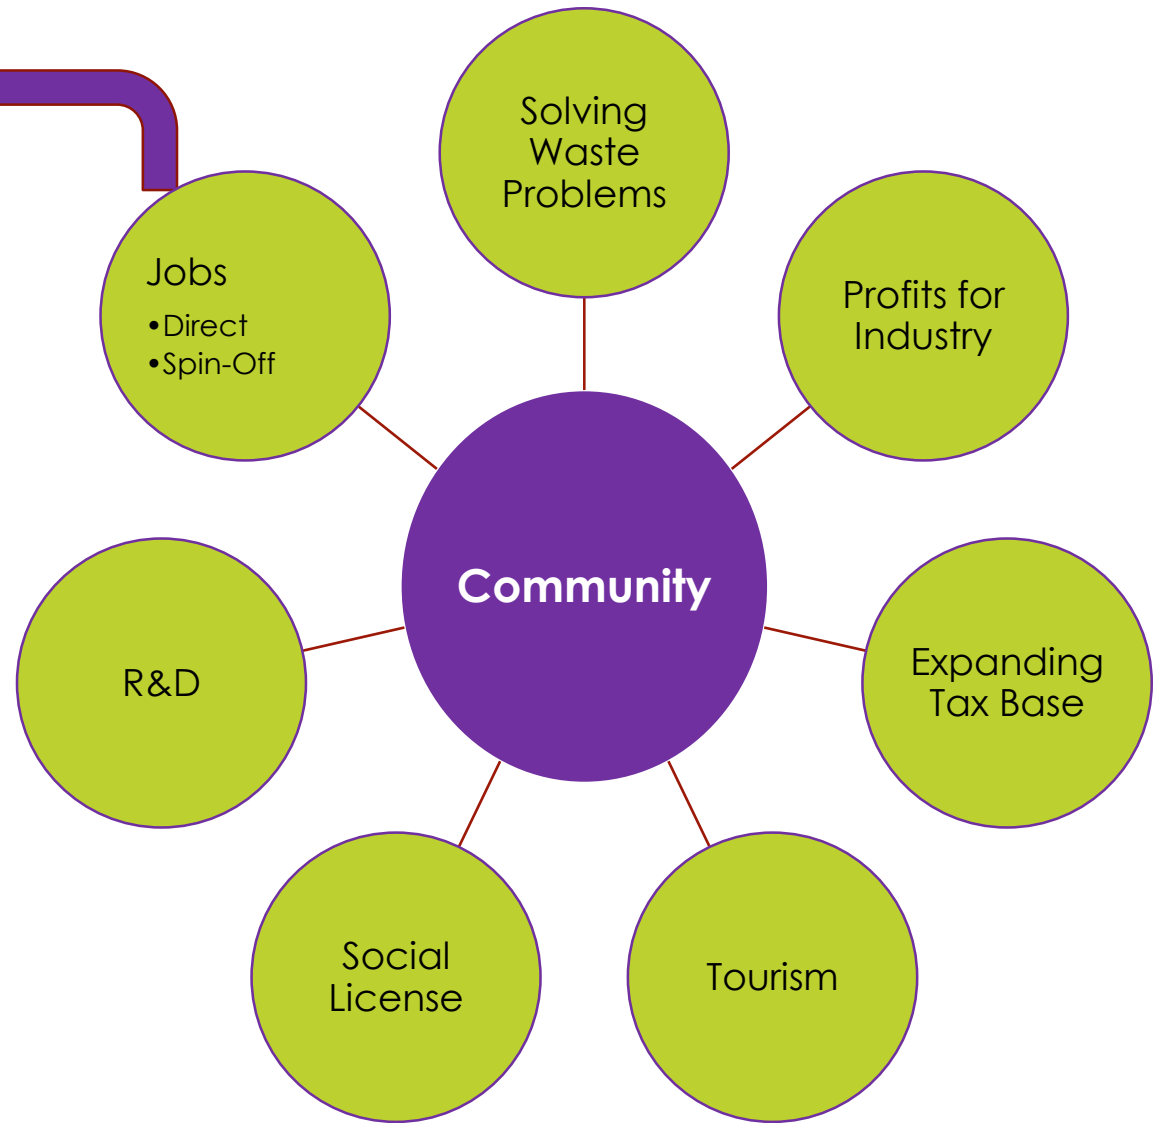 Solving
Waste
Problems
Profits for
Industry
Expanding
Tax Base
Tourism
Social
License
R&D
Jobs
•Direct
•Spin-Off
Community